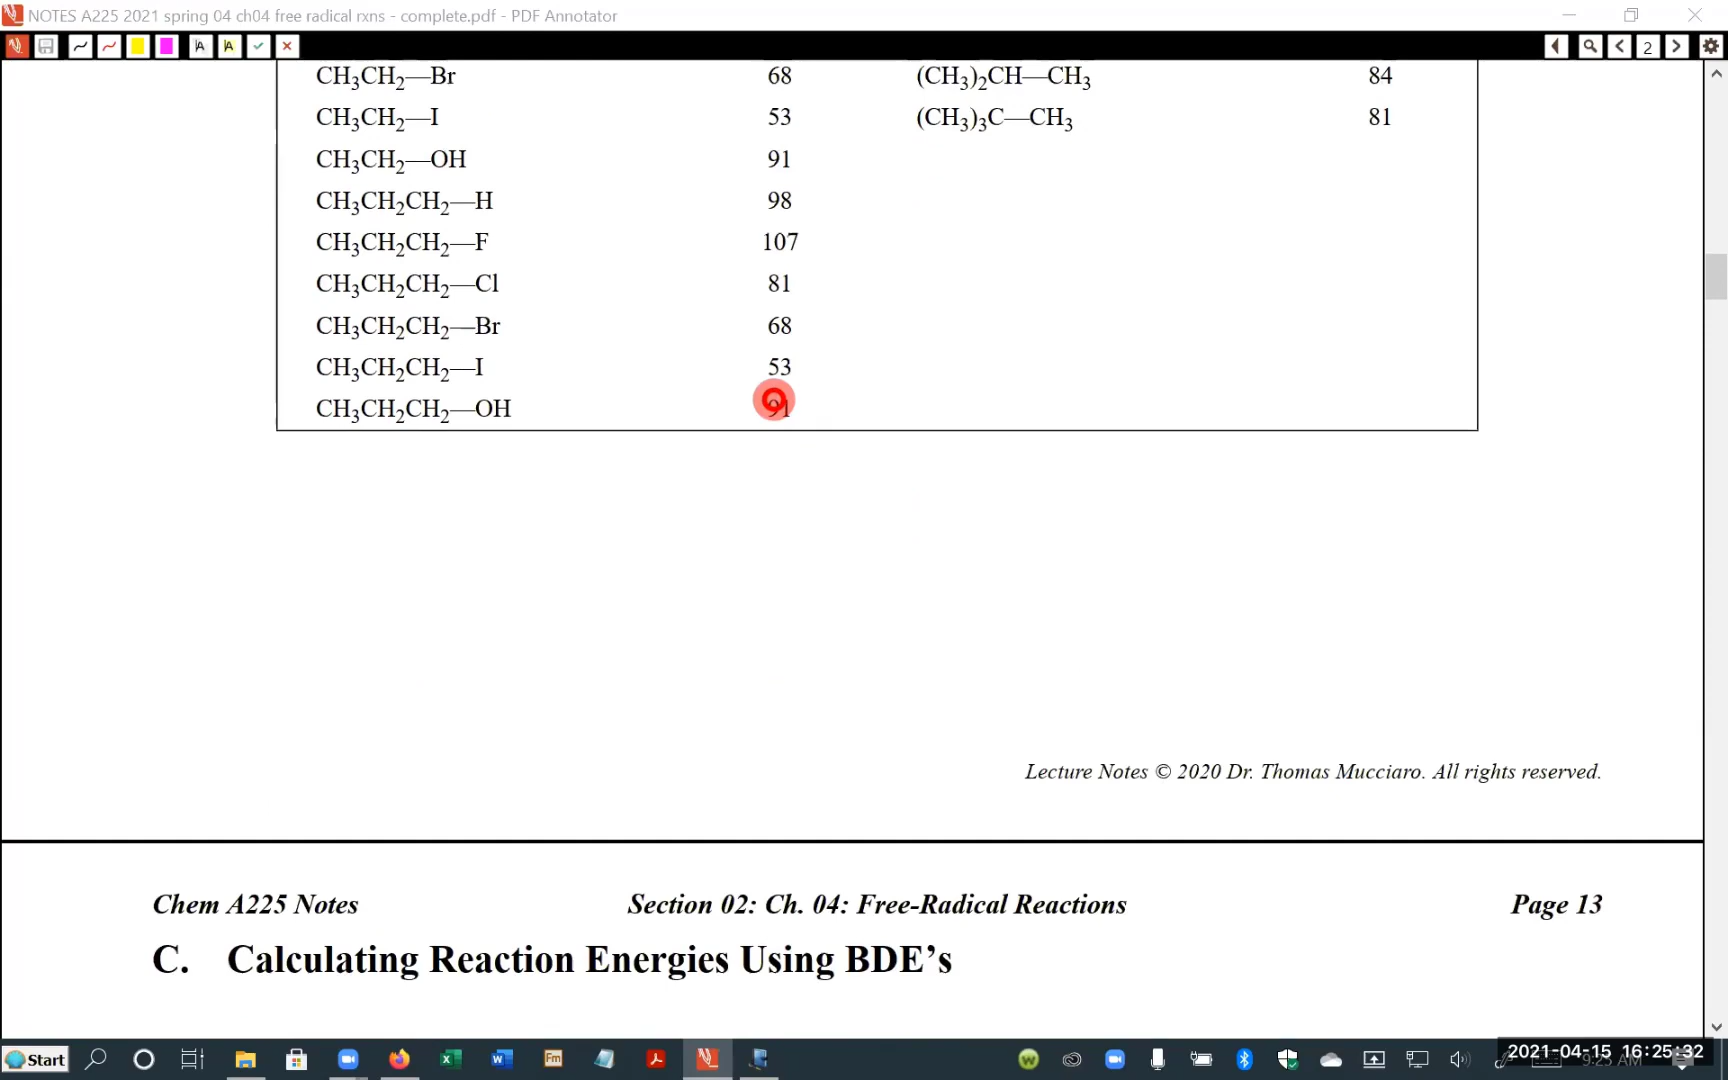 NOTES A225 2021 spring 04 ch04 free radical rxns - complete.pdf - PDF Annotator
2
CH3CH2—Br 68 (CH3)2CH—CH3 84
CH3CH2—I 53 (CH3)3C—CH3 81
CH3CH2—OH 91
CH3CH2CH2—H 98
CH3CH2CH2—F 107
CH3CH2CH2—Cl 81
CH3CH2CH2—Br 68
CH3CH2CH2—I 53
CH3CH2CH2—OH 91
Lecture Notes © 2020 Dr. Thomas Mucciaro. All rights reserved.
Chem A225 Notes Section 02: Ch. 04: Free-Radical Reactions Page 13
C. Calculating Reaction Energies Using BDE’s
Start 2021-04-15 16:25:32
9:25 AM